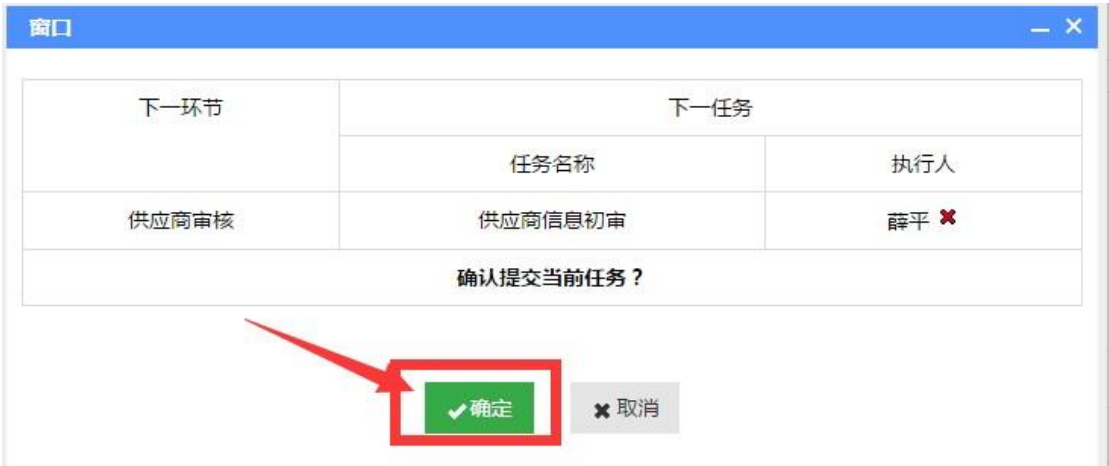 窗口
下一环节 下一任务
任务名称 执行人
供应商审核 供应商信息初审 薛平
确认提交当前任务？
确定 取消